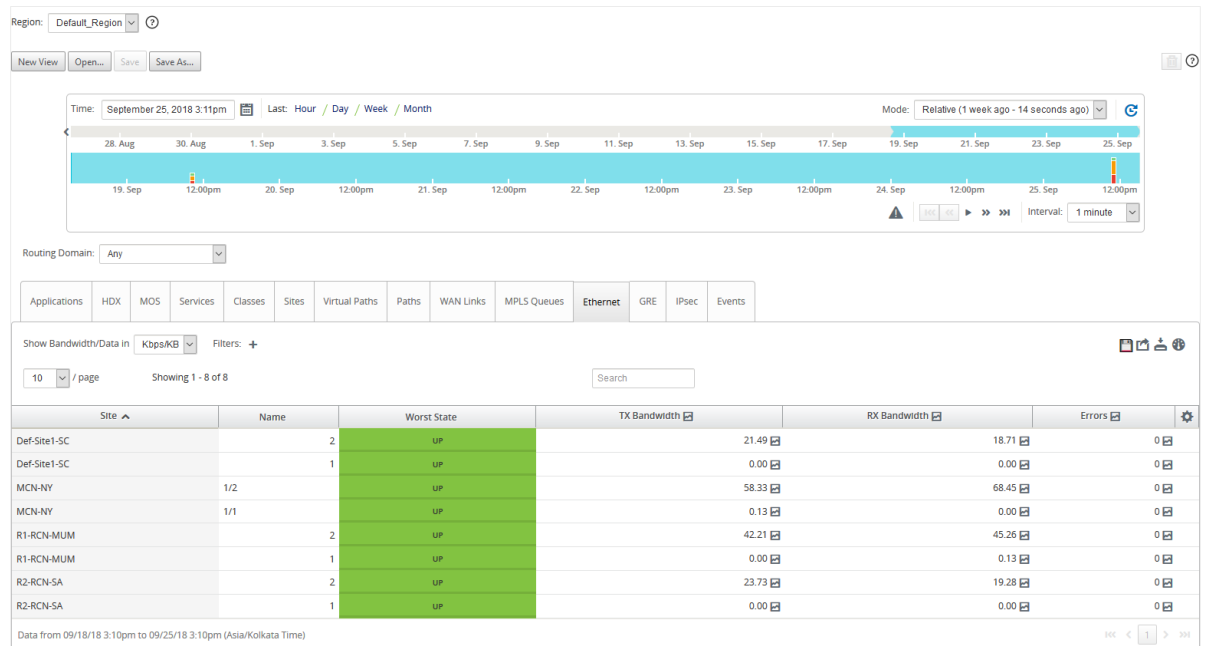 Region: Default_Region
New View Open... Save Save As...
Time: September 25, 2018 3:11pm Last: Hour / Day / Week / Month Mode: Relative (1 week ago - 14 seconds ago)
28. Aug 30. Aug 1. Sep 3. Sep 5. Sep 7. Sep 9. Sep 11. Sep 13. Sep 15. Sep 17. Sep 19. Sep 21. Sep 23. Sep 25. Sep
19. Sep 12:00pm 20. Sep 12:00pm 21. Sep 12:00pm 22. Sep 12:00pm 23. Sep 12:00pm 24. Sep 12:00pm 25. Sep 12:00pm
Interval: 1 minute
Routing Domain: Any
Applications HDX MOS Services Classes Sites Virtual Paths Paths WAN Links MPLS Queues Ethernet GRE IPsec Events
Show Bandwidth/Data in Kbps/KB Filters: +
10 / page Showing 1 - 8 of 8 Search
Site Name Worst State TX Bandwidth RX Bandwidth Errors
Def-Site1-SC 2 UP 21.49 18.71 0
Def-Site1-SC 1 UP 0.00 0.00 0
MCN-NY 1/2 UP 58.33 68.45 0
MCN-NY 1/1 UP 0.13 0.00 0
R1-RCN-MUM 2 UP 42.21 45.26 0
R1-RCN-MUM 1 UP 0.00 0.13 0
R2-RCN-SA 2 UP 23.73 19.28 0
R2-RCN-SA 1 UP 0.00 0.00 0
Data from 09/18/18 3:10pm to 09/25/18 3:10pm (Asia/Kolkata Time) 1